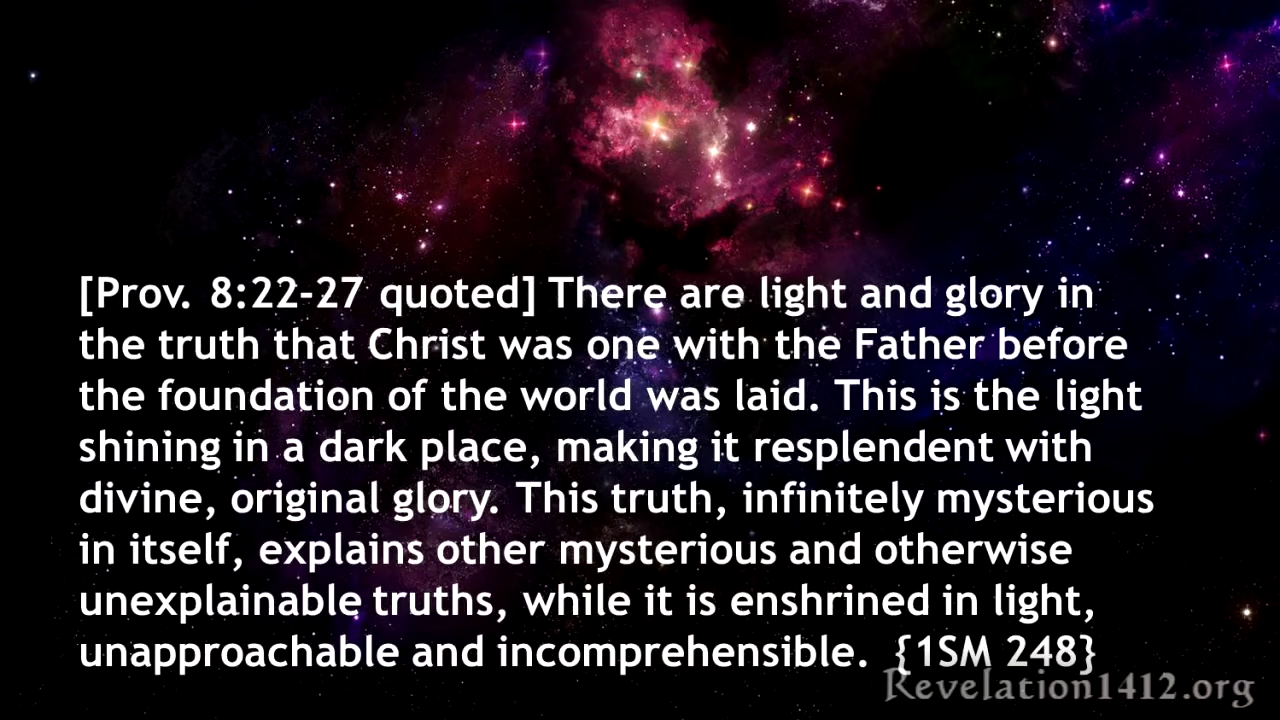 [Prov. 8:22-27 quoted] There are light and glory in
the truth that Christ was one with the Father before
the foundation of the world was laid. This is the light
shining in a dark place, making it resplendent with
divine, original glory. This truth, infinitely mysterious
in itself, explains other mysterious and otherwise
unexplainable truths, while it is enshrined in light,
unapproachable and incomprehensible. {1SM 248}
Revelation1412.org